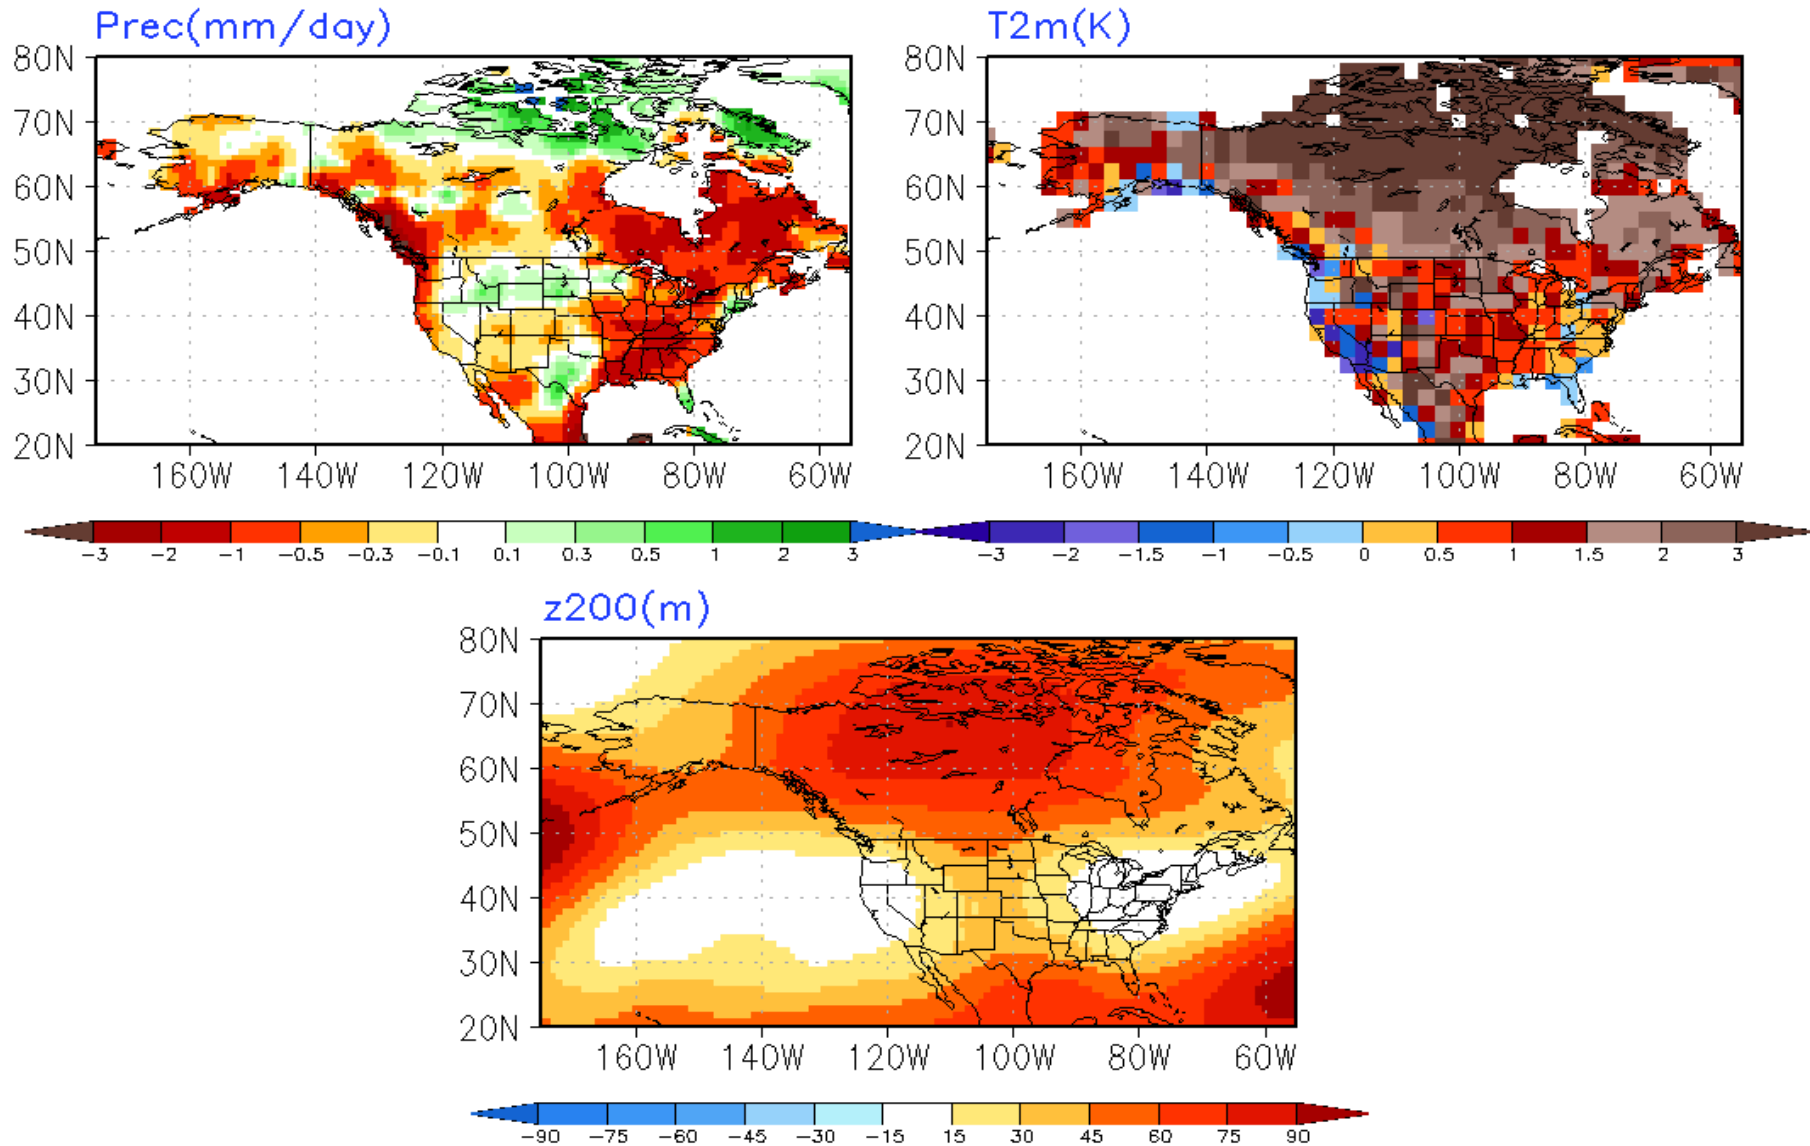 Prec(mm/day)
80N
70N
60N
50N
40N
30N
20N
160W 140W 120W 100W 80W 60W
-3 -2 -1 -0.5 -0.3 -0.1 0.1 0.3 0.5 1 2 3
T2m(K)
80N
70N
60N
50N
40N
30N
20N
160W 140W 120W 100W 80W 60W
-3 -2 -1.5 -1 -0.5 0 0.5 1 1.5 2 3
z200(m)
80N
70N
60N
50N
40N
30N
20N
160W 140W 120W 100W 80W 60W
-90 -75 -60 -45 -30 -15 15 30 45 60 75 90